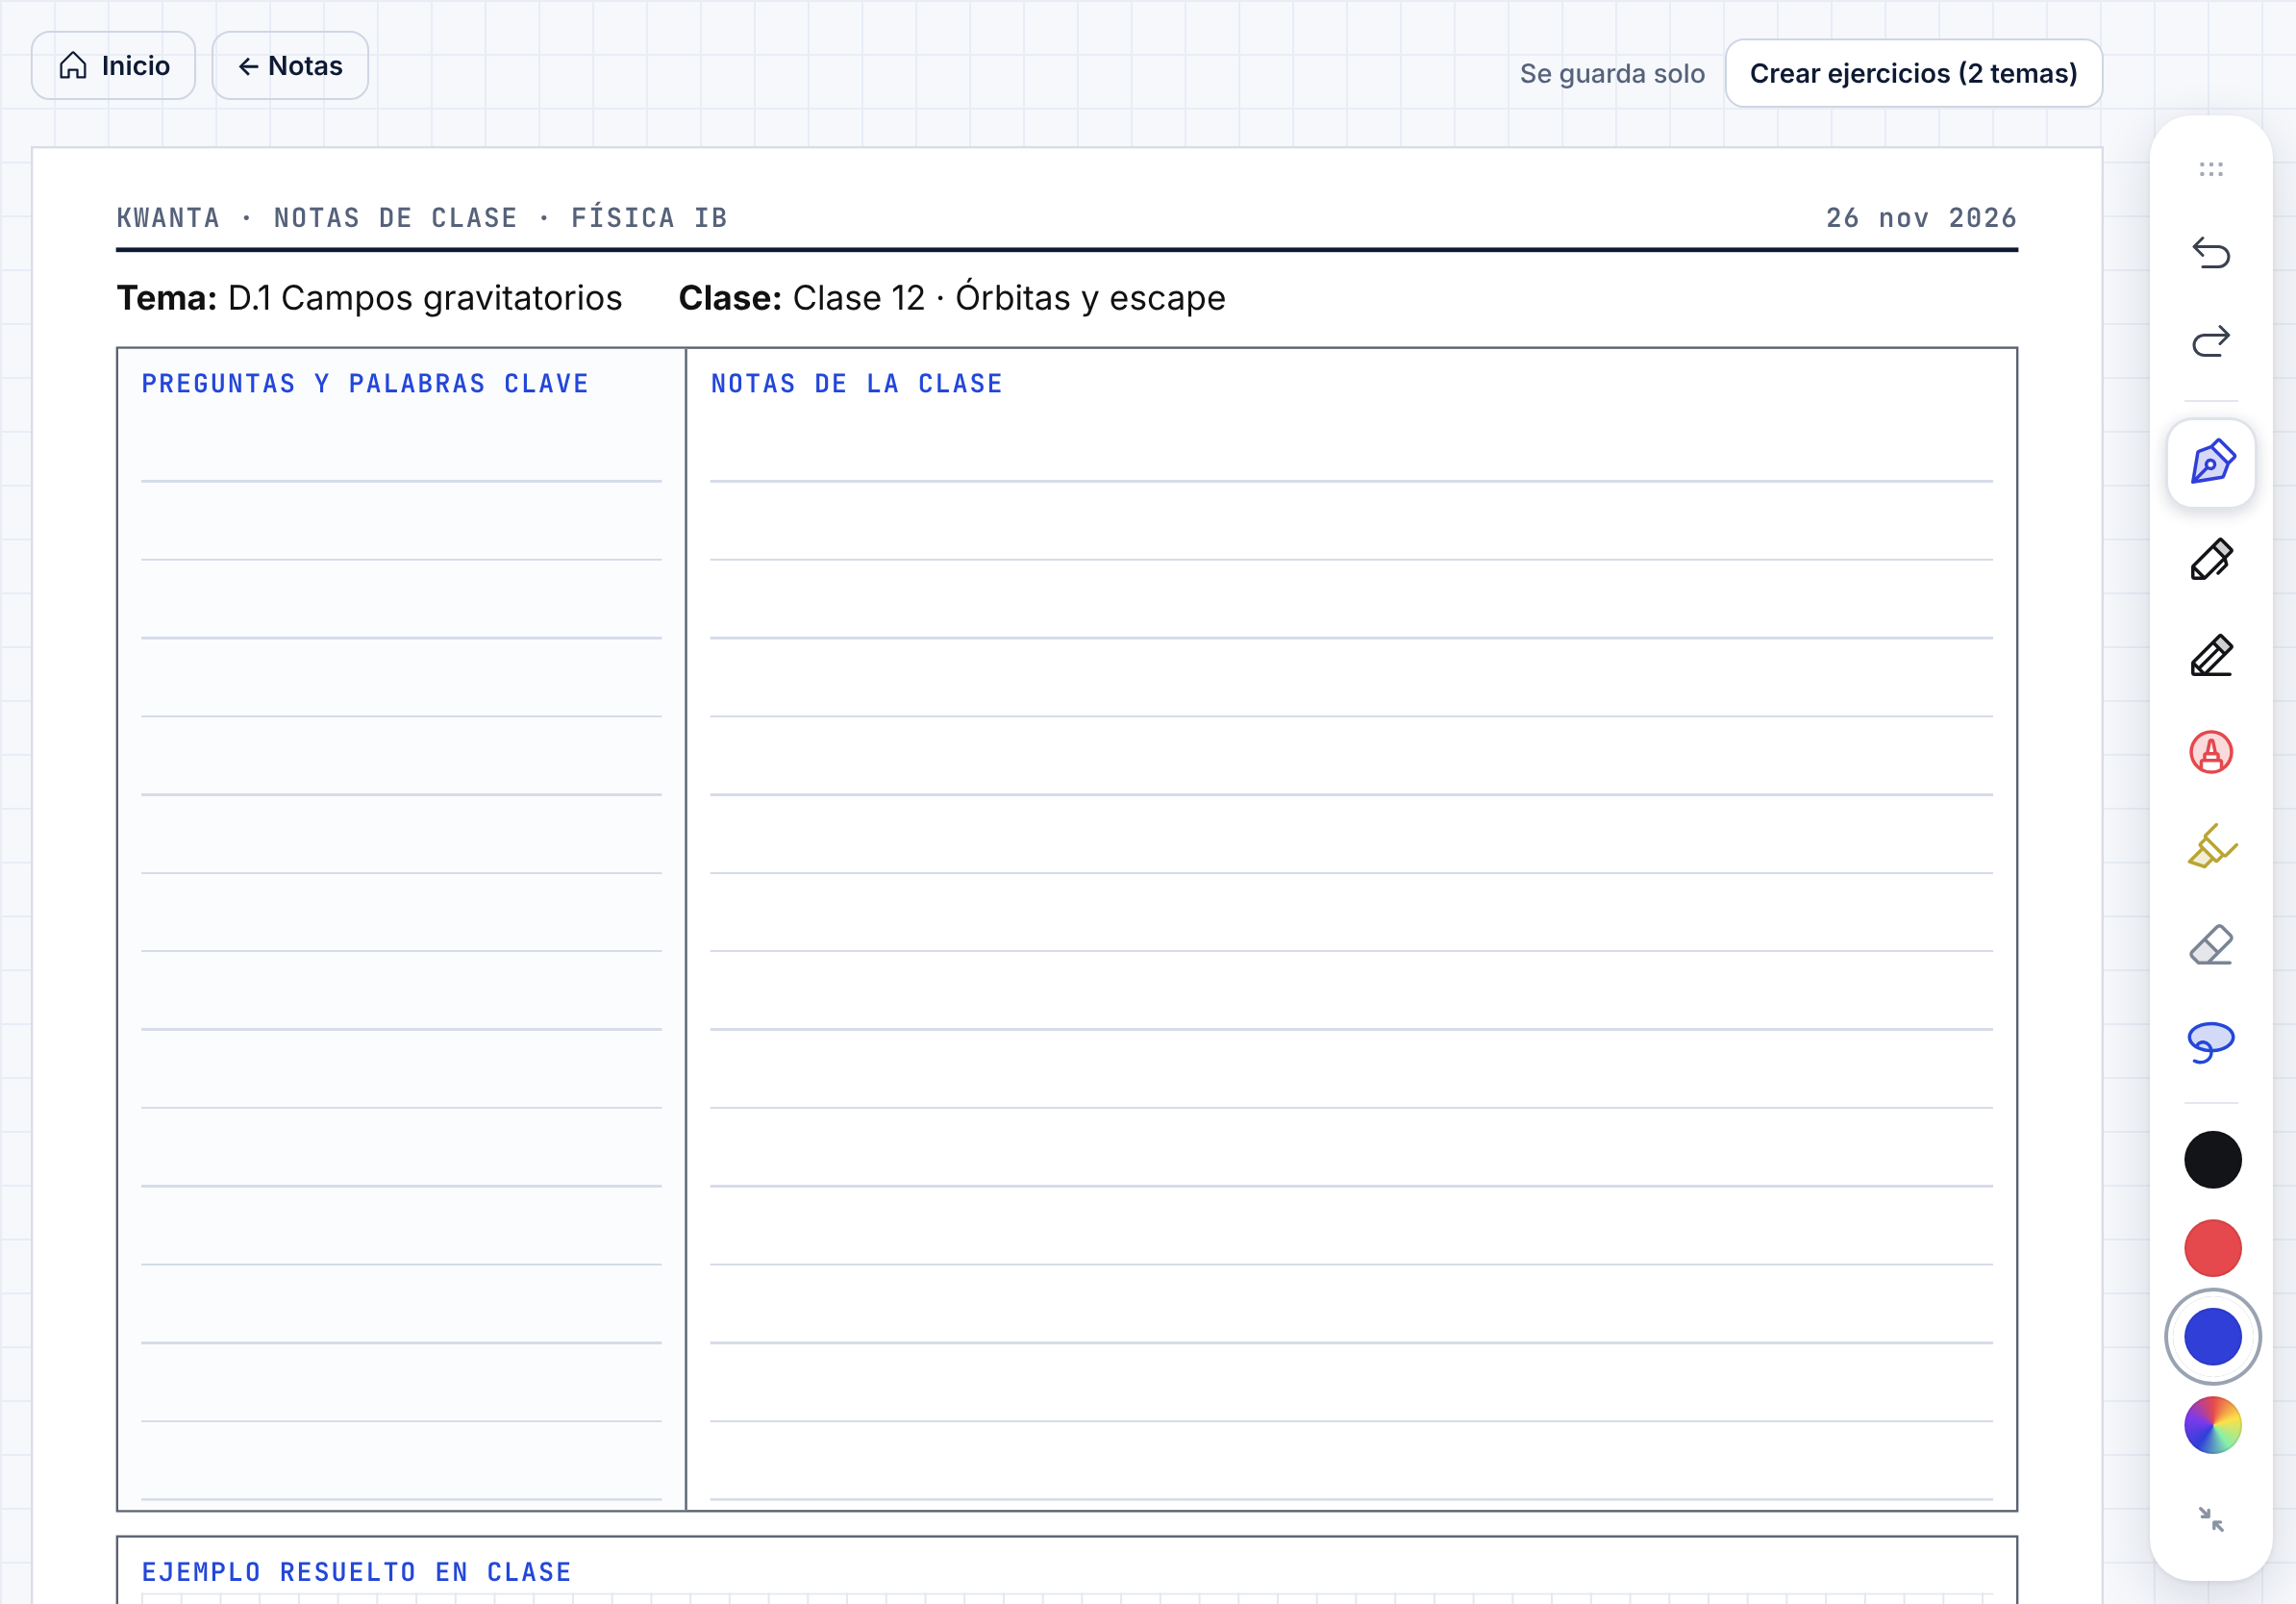 Inicio
← Notas
Se guarda solo
Crear ejercicios (2 temas)
KWANTA · NOTAS DE CLASE · FÍSICA IB
26 nov 2026
Tema: D.1 Campos gravitatorios
Clase: Clase 12 · Órbitas y escape
PREGUNTAS Y PALABRAS CLAVE
NOTAS DE LA CLASE
EJEMPLO RESUELTO EN CLASE